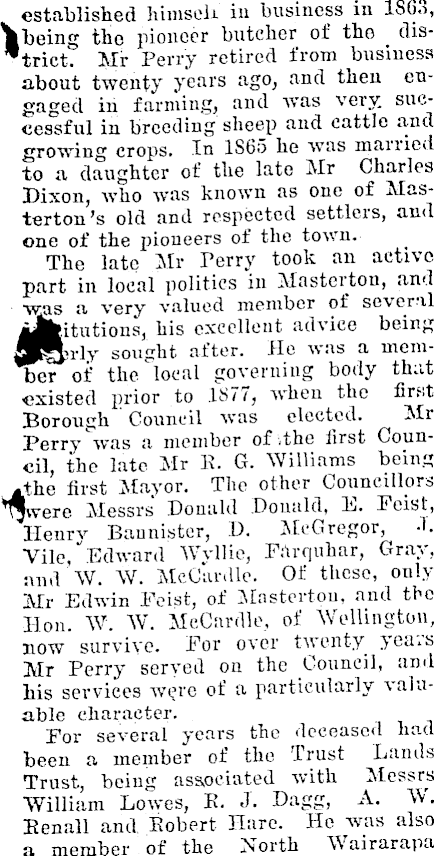 established himself in business in 1863,
being the pioneer butcher of the dis-
trict. Mr Perry retired from business
about twenty years ago, and then en-
gaged in farming, and was very suc-
cessful in breeding sheep and cattle and
growing crops. In 1865 he was married
to a daughter of the late Mr Charles
Dixon, who was known as one of Mas-
terton's old and respected settlers, and
one of the pioneers of the town.
The late Mr Perry took an active
part in local politics in Masterton, and
was a very valued member of several
itutions, his excellent advice being
erly sought after. He was a mem-
ber of the local governing body that
existed prior to 1877, when the first
Borough Council was elected. Mr
Perry was a member of the first Coun-
cil, the late Mr R. G. Williams being
the first Mayor. The other Councillors
were Messrs Donald Donald, E. Feist,
Henry Bannister, D. McGregor, J.
Vile, Edward Wyllie, Farquhar, Gray,
and W. W. McCardle. Of these, only
Mr Edwin Feist, of Masterton, and the
Hon. W. W. McCardle, of Wellington,
now survive. For over twenty years
Mr Perry served on the Council, and
his services were of a particularly valu-
able character.
For several years the deceased had
been a member of the Trust Lands
Trust, being associated with Messrs
William Lowes, R. J. Dagg, A. W.
Renall and Robert Hare. He was also
a member of the North Wairarapa